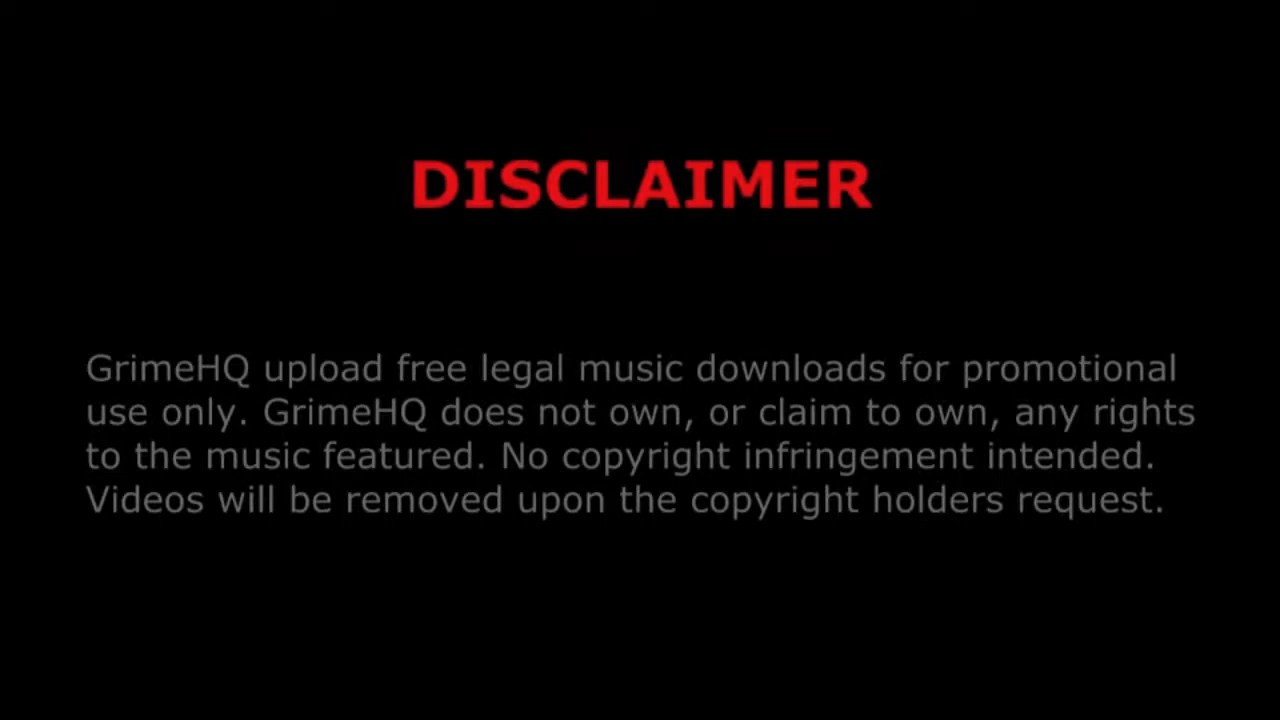 DISCLAIMER
GrimeHQ upload free legal music downloads for promotional
use only. GrimeHQ does not own, or claim to own, any rights
to the music featured. No copyright infringement intended.
Videos will be removed upon the copyright holders request.